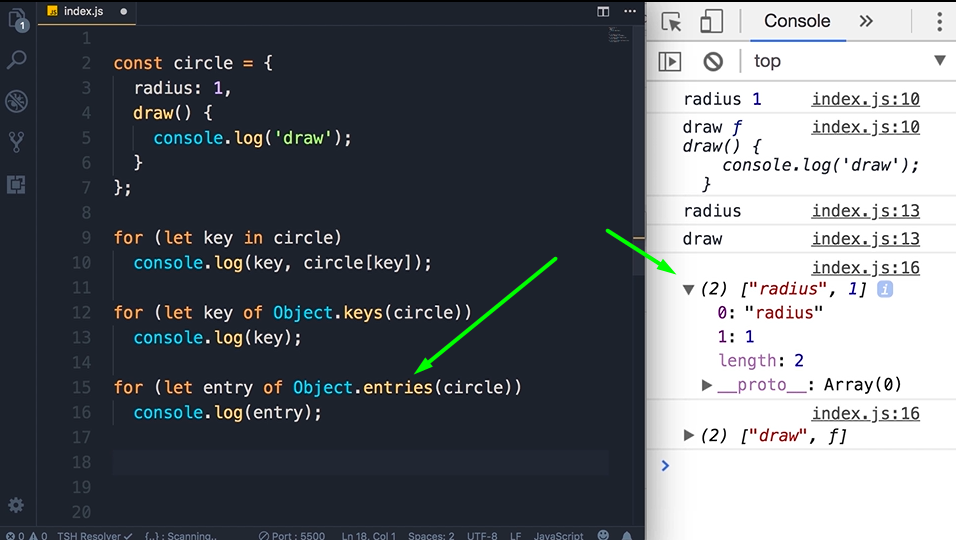 index.js
1
1
2 const circle = {
3 radius: 1,
4 draw() {
5 console.log('draw');
6 }
7 };
8
9 for (let key in circle)
10 console.log(key, circle[key]);
11
12 for (let key of Object.keys(circle))
13 console.log(key);
14
15 for (let entry of Object.entries(circle))
16 console.log(entry);
17
18
19
20
0 0 TSH Resolver {..} : Scanning.. Port : 5500 Ln 18, Col 1 Spaces: 2 UTF-8 LF JavaScript
Console
top
radius 1 index.js:10
draw ƒ index.js:10
draw() {
console.log('draw');
}
radius index.js:13
draw index.js:13
index.js:16
(2) ["radius", 1] i
0: "radius"
1: 1
length: 2
__proto__: Array(0)
index.js:16
(2) ["draw", ƒ]